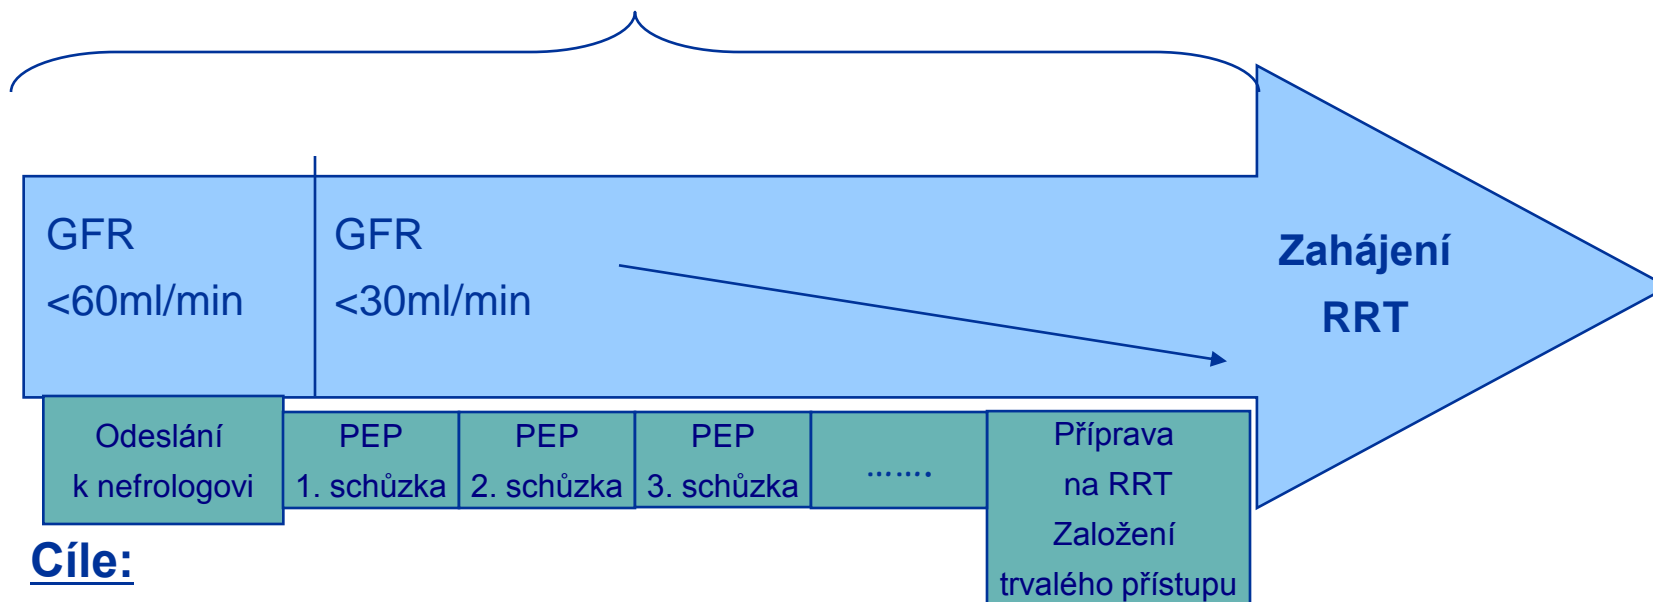 GFR
<60ml/min
GFR
<30ml/min
Zahájení
RRT
Odeslání
k nefrologovi
PEP
1. schůzka
PEP
2. schůzka
PEP
3. schůzka
.......
Příprava
na RRT
Založení
trvalého přístupu
Cíle: